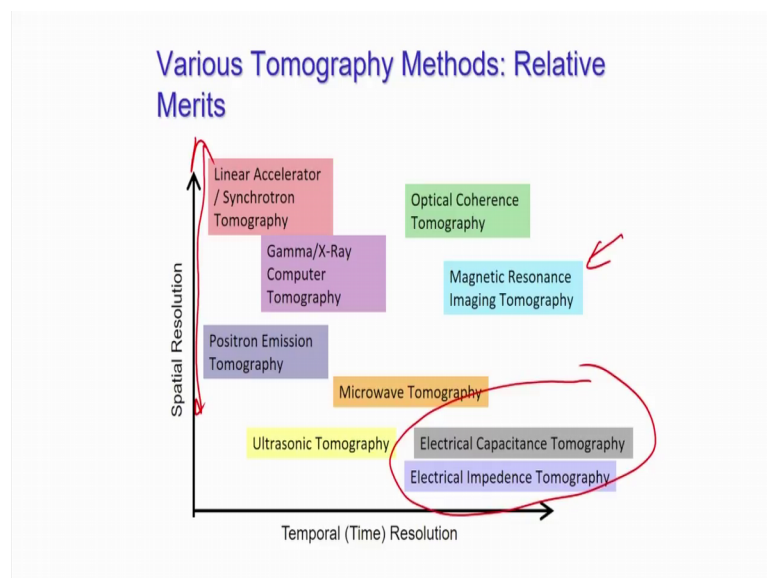 Various Tomography Methods: Relative
Merits
Linear Accelerator
/ Synchrotron
Tomography
Optical Coherence
Tomography
Gamma/X-Ray
Computer
Tomography
Magnetic Resonance
Imaging Tomography
Positron Emission
Tomography
Microwave Tomography
Ultrasonic Tomography
Electrical Capacitance Tomography
Electrical Impedence Tomography
Spatial Resolution
Temporal (Time) Resolution